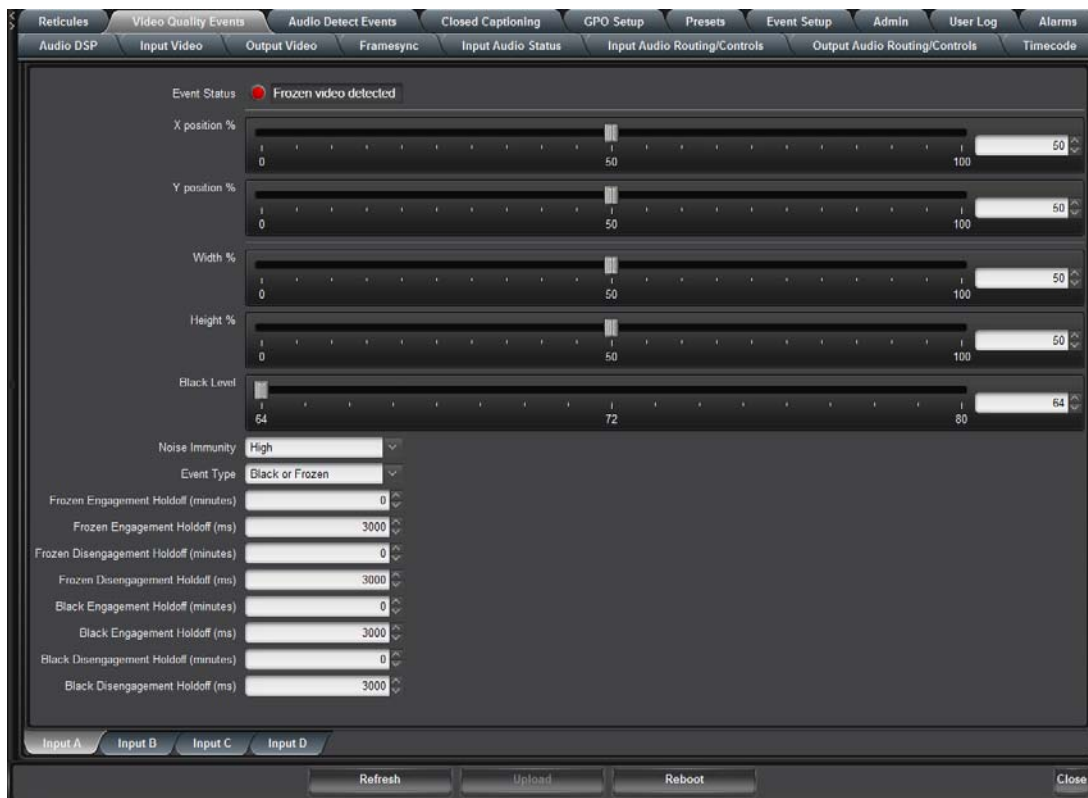 Reticules Video Quality Events Audio Detect Events Closed Captioning GPO Setup Presets Event Setup Admin User Log Alarms
Audio DSP Input Video Output Video Framesync Input Audio Status Input Audio Routing/Controls Output Audio Routing/Controls Timecode
Event Status Frozen video detected
X position %
50
0 50 100
Y position %
50
0 50 100
Width %
50
0 50 100
Height %
50
0 50 100
Black Level
64
64 72 80
Noise Immunity High
Event Type Black or Frozen
Frozen Engagement Holdoff (minutes) 0
Frozen Engagement Holdoff (ms) 3000
Frozen Disengagement Holdoff (minutes) 0
Frozen Disengagement Holdoff (ms) 3000
Black Engagement Holdoff (minutes) 0
Black Engagement Holdoff (ms) 3000
Black Disengagement Holdoff (minutes) 0
Black Disengagement Holdoff (ms) 3000
Input A Input B Input C Input D
Refresh Upload Reboot Close